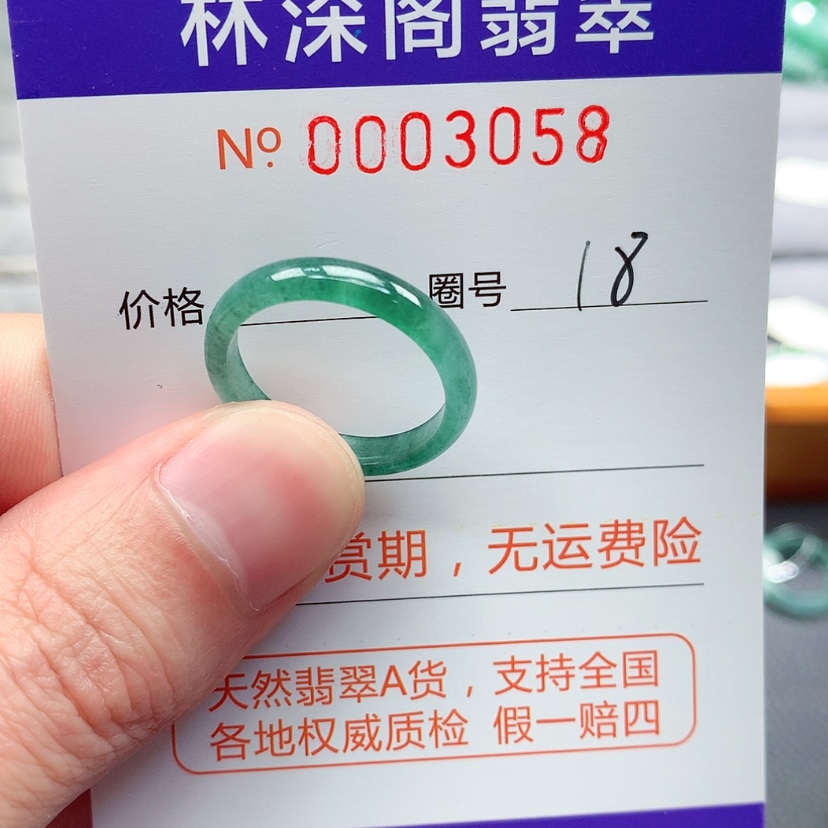 林深阁翡翠
Nº 0003058
价格 圈号 18
赏期，无运费险
天然翡翠A货，支持全国
各地权威质检 假一赔四